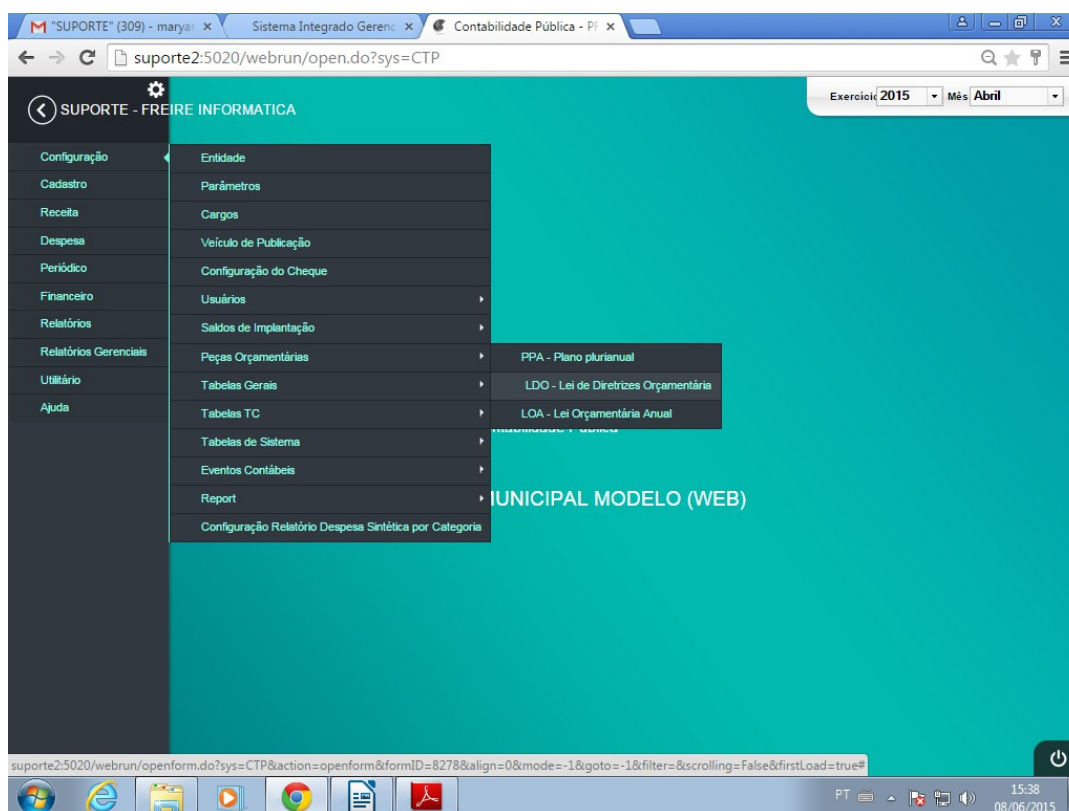 "SUPORTE" (309) - marya
Sistema Integrado Gerenc
Contabilidade Pública - PF
suporte2:5020/webrun/open.do?sys=CTP
SUPORTE - FREIRE INFORMATICA
Exercício 2015 Mês Abril
Configuração
Cadastro
Receita
Despesa
Periódico
Financeiro
Relatórios
Relatórios Gerenciais
Utilitário
Ajuda
Entidade
Parâmetros
Cargos
Veículo de Publicação
Configuração do Cheque
Usuários
Saldos de Implantação
Peças Orçamentárias
Tabelas Gerais
Tabelas TC
Tabelas de Sistema
Eventos Contábeis
Report
Configuração Relatório Despesa Sintética por Categoria
PPA - Plano plurianual
LDO - Lei de Diretrizes Orçamentária
LOA - Lei Orçamentária Anual
ntabilidade Pública
MUNICIPAL MODELO (WEB)
suporte2:5020/webrun/openform.do?sys=CTP&action=openform&formID=8278&align=0&mode=-1&goto=-1&filter=&scrolling=False&firstLoad=true#
PT
15:38
08/06/2015